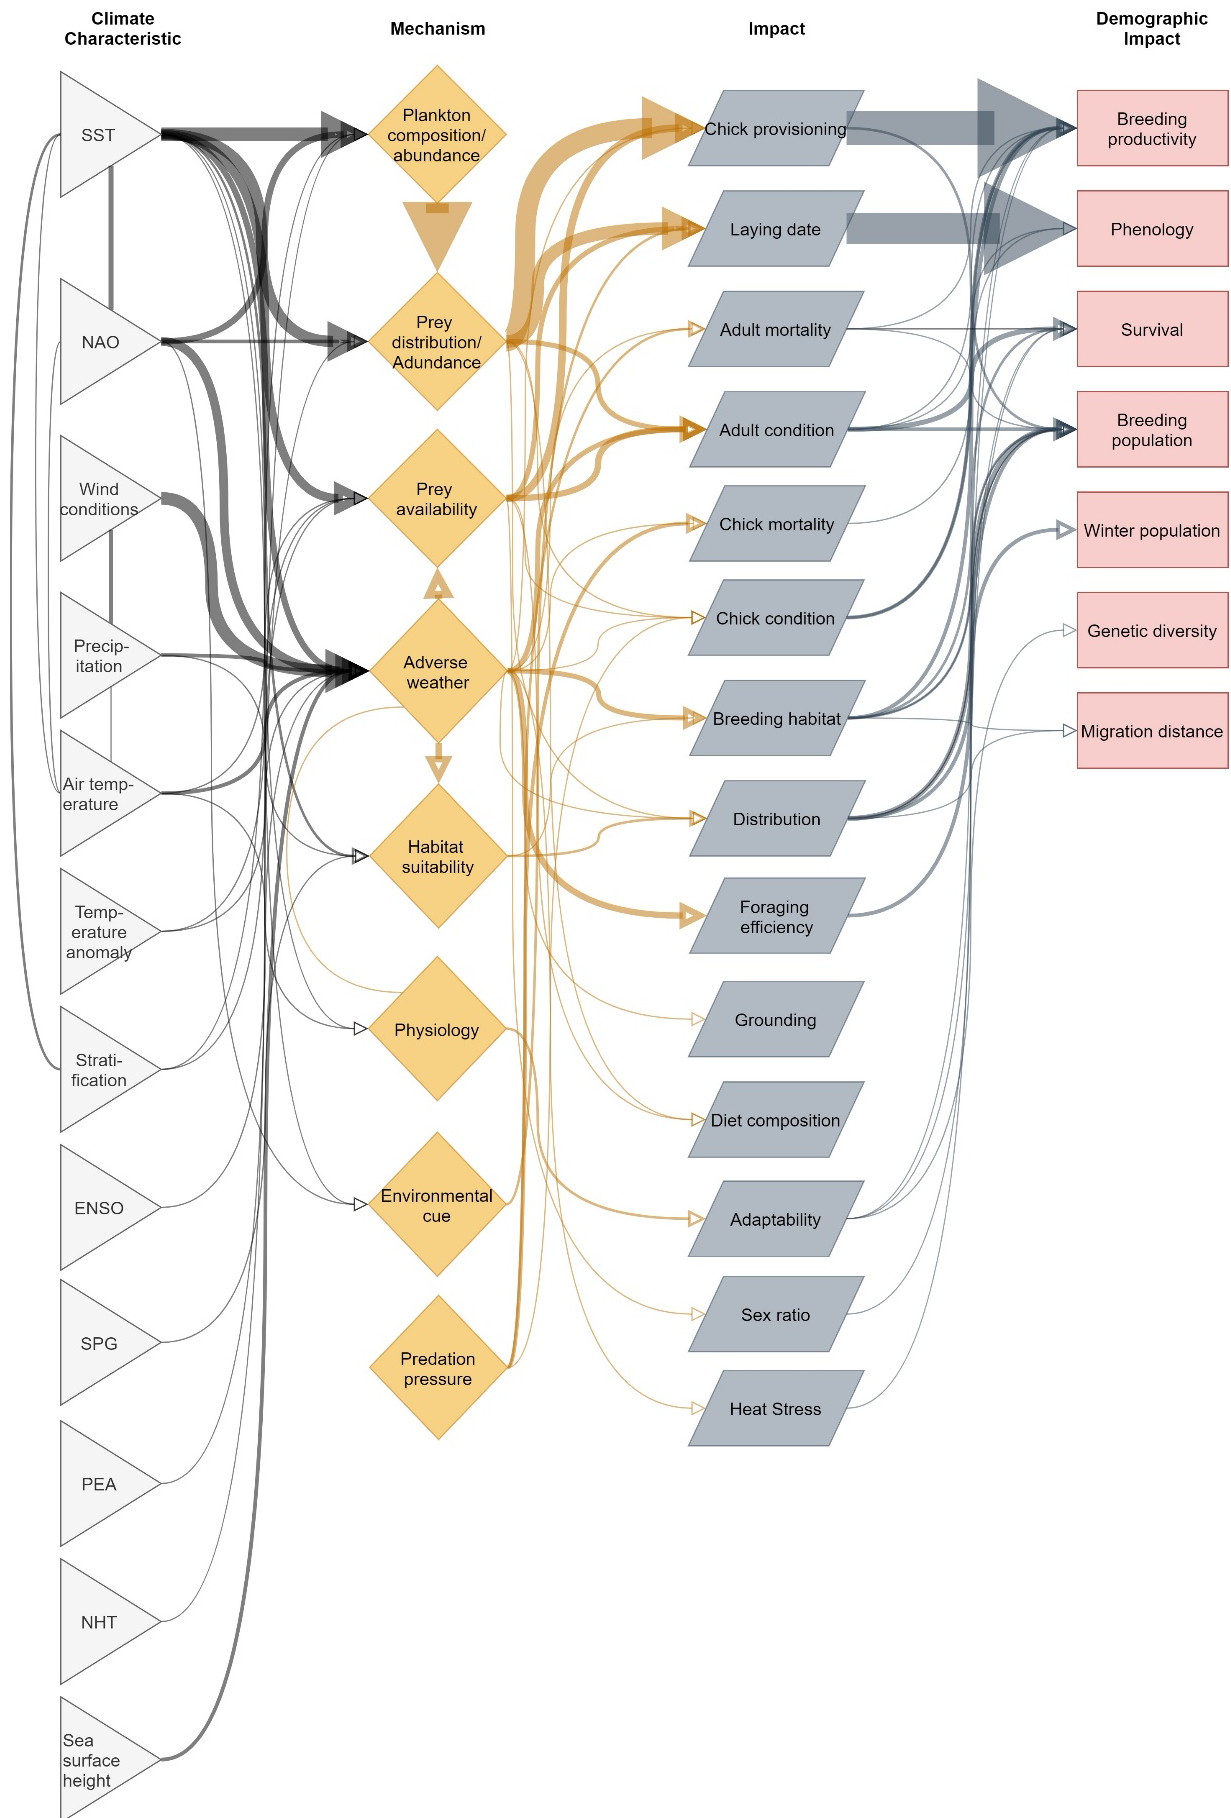 Climate
Characteristic
Mechanism
Impact
Demographic
Impact
SST
NAO
Wind
conditions
Precip-
itation
Air temp-
erature
Temp-
erature
anomaly
Strati-
fication
ENSO
SPG
PEA
NHT
Sea
surface
height
Plankton
composition/
abundance
Prey
distribution/
Adundance
Prey
availability
Adverse
weather
Habitat
suitability
Physiology
Environmental
cue
Predation
pressure
Chick provisioning
Laying date
Adult mortality
Adult condition
Chick mortality
Chick condition
Breeding habitat
Distribution
Foraging
efficiency
Grounding
Diet composition
Adaptability
Sex ratio
Heat Stress
Breeding
productivity
Phenology
Survival
Breeding
population
Winter population
Genetic diversity
Migration distance